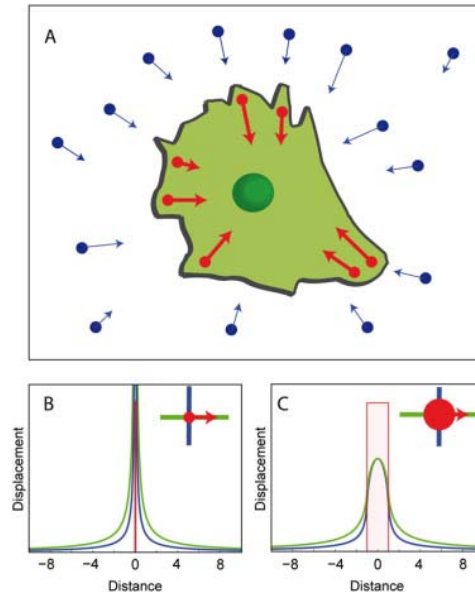 A
B
C
Displacement
Displacement
−8 −4 0 4 8
−8 −4 0 4 8
Distance
Distance